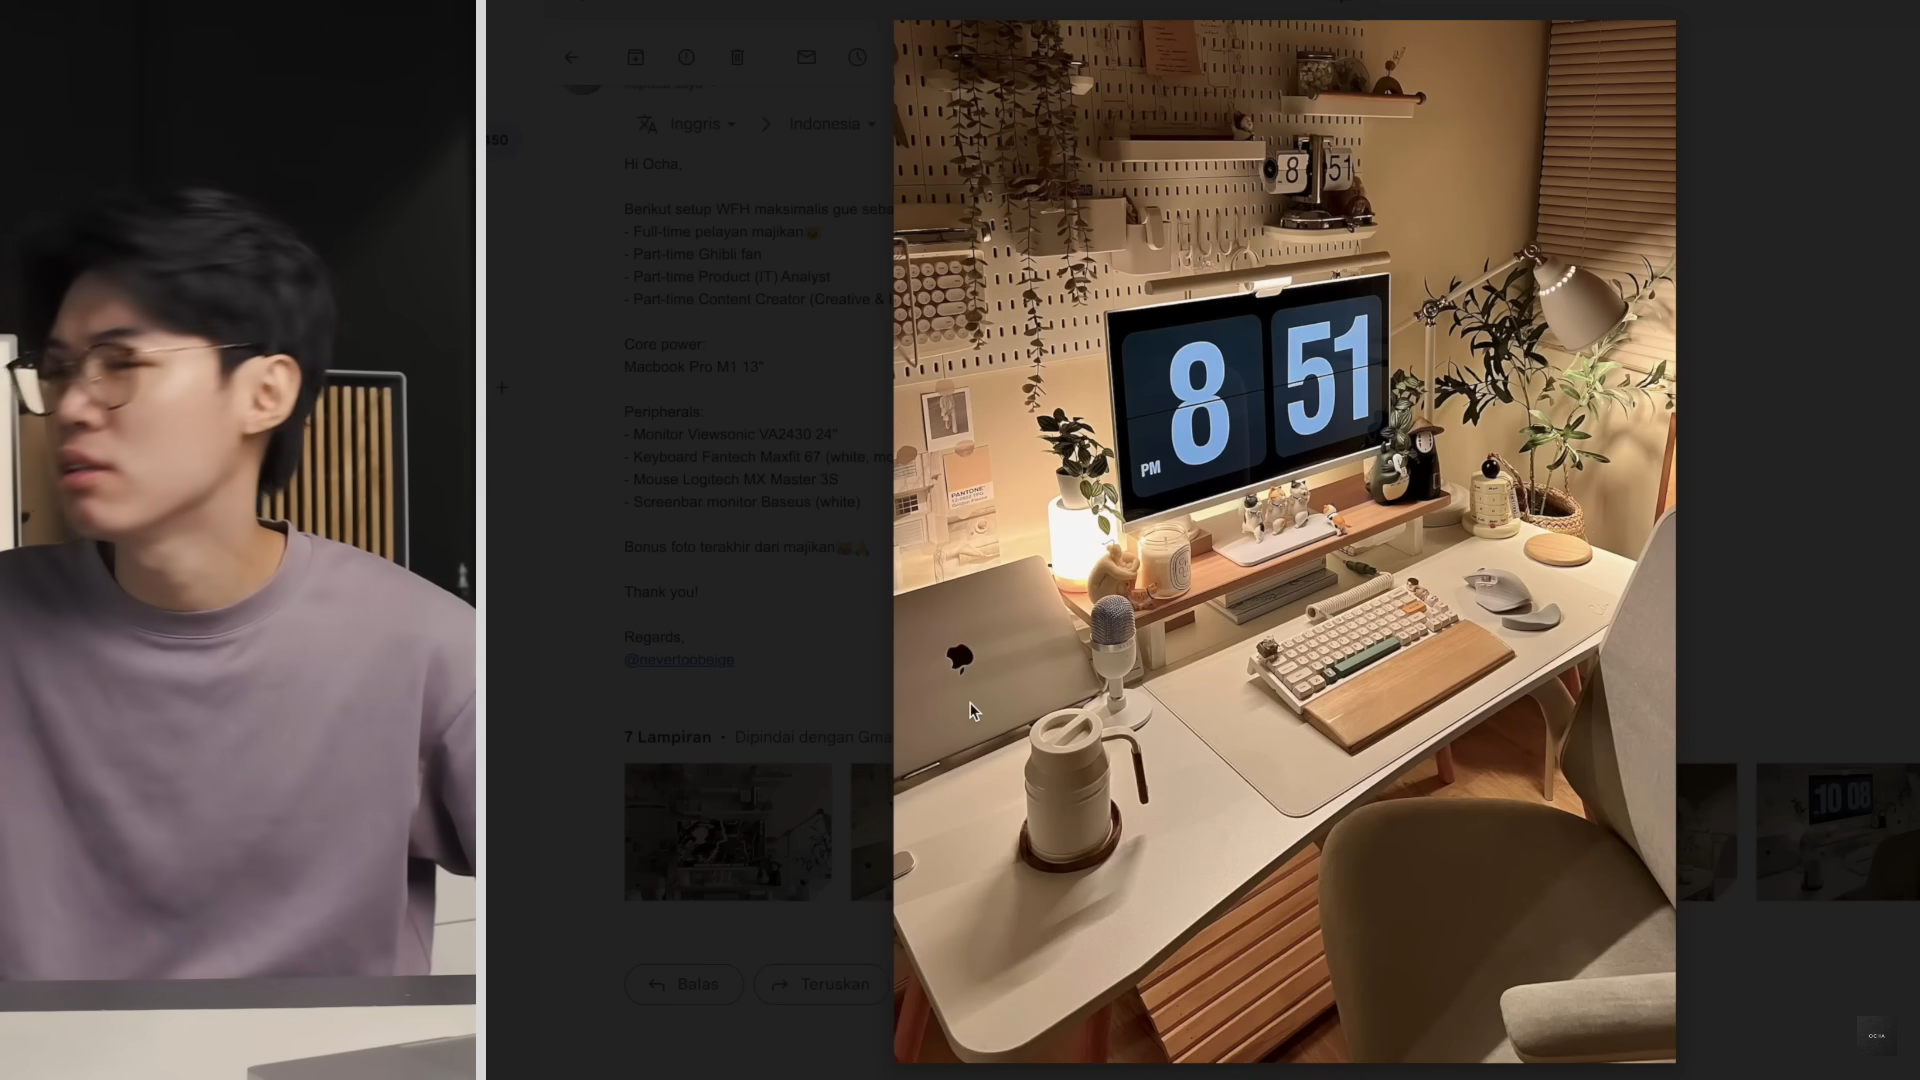 450
Inggris
Indonesia
Hi Ocha,
Berikut setup WFH maksimalis gue
- Full-time pelayan majikan
- Part-time Ghibli fan
- Part-time Product (IT) Analyst
- Part-time Content Creator (Creative &
Core power:
Macbook Pro M1 13"
Peripherals:
- Monitor Viewsonic VA2430 24"
- Keyboard Fantech Maxfit 67 (white,
- Mouse Logitech MX Master 3S
- Screenbar monitor Baseus (white)
Bonus foto terakhir dari majikan
Thank you!
Regards,
@nevertoobeige
7 Lampiran • Dipindai dengan
Balas
Teruskan
8 51
8 51
PM
PANTONE
10 08
OCHA